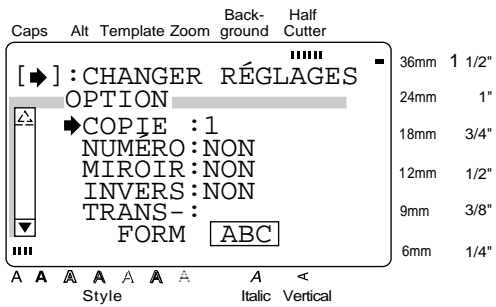 Back- Half
Caps Alt Template Zoom ground Cutter
[➡]:CHANGER RÉGLAGES
OPTION
➡COPIE :1
NUMÉRO:NON
MIROIR:NON
INVERS:NON
TRANS-:
FORM ABC
36mm 1 1/2"
24mm 1"
18mm 3/4"
12mm 1/2"
9mm 3/8"
6mm 1/4"
A A A A A A A A A
Style Italic Vertical